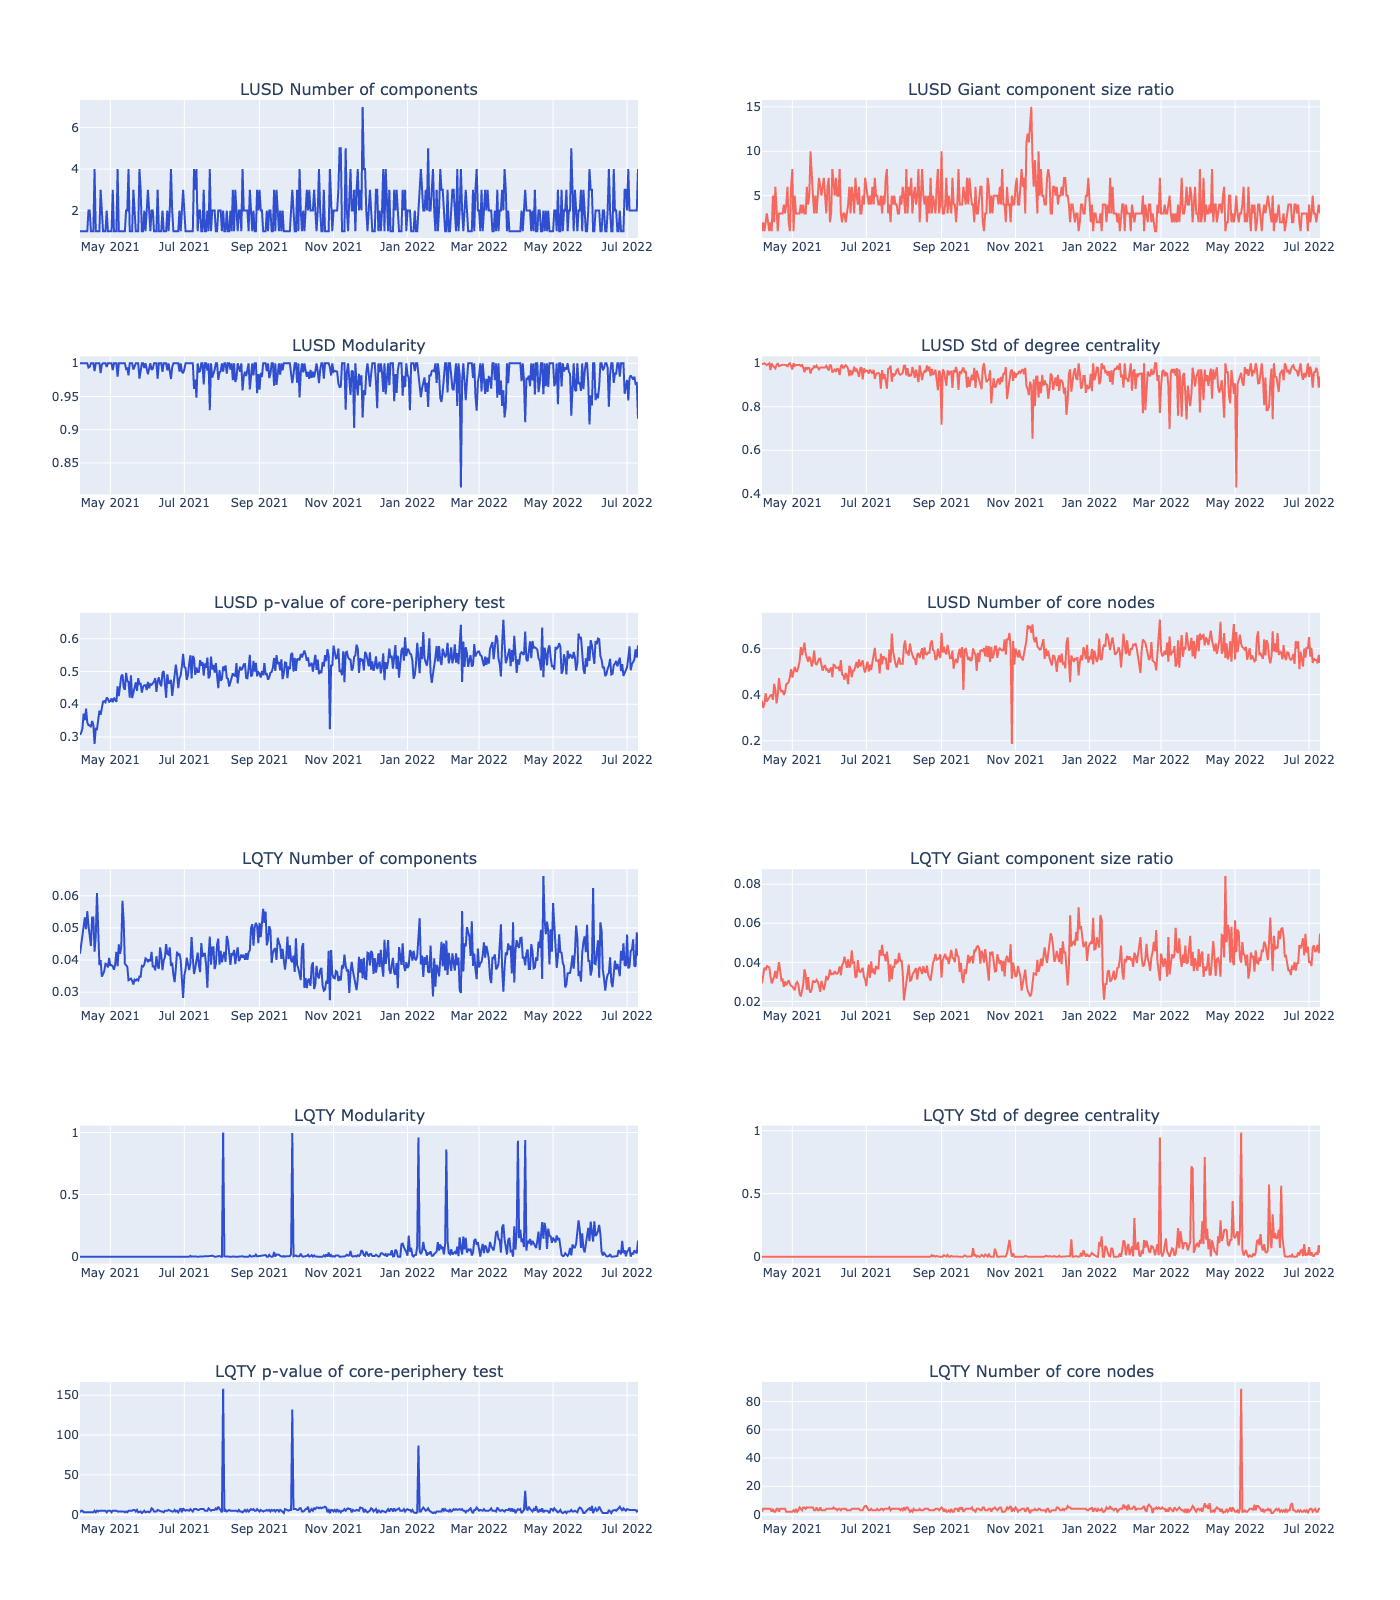 LUSD Number of components
LUSD Giant component size ratio
6
4
2
May 2021 Jul 2021 Sep 2021 Nov 2021 Jan 2022 Mar 2022 May 2022 Jul 2022
15
10
5
May 2021 Jul 2021 Sep 2021 Nov 2021 Jan 2022 Mar 2022 May 2022 Jul 2022
LUSD Modularity
LUSD Std of degree centrality
1
0.95
0.9
0.85
May 2021 Jul 2021 Sep 2021 Nov 2021 Jan 2022 Mar 2022 May 2022 Jul 2022
1
0.8
0.6
0.4
May 2021 Jul 2021 Sep 2021 Nov 2021 Jan 2022 Mar 2022 May 2022 Jul 2022
LUSD p-value of core-periphery test
LUSD Number of core nodes
0.6
0.5
0.4
0.3
May 2021 Jul 2021 Sep 2021 Nov 2021 Jan 2022 Mar 2022 May 2022 Jul 2022
0.6
0.4
0.2
May 2021 Jul 2021 Sep 2021 Nov 2021 Jan 2022 Mar 2022 May 2022 Jul 2022
LQTY Number of components
LQTY Giant component size ratio
0.06
0.05
0.04
0.03
May 2021 Jul 2021 Sep 2021 Nov 2021 Jan 2022 Mar 2022 May 2022 Jul 2022
0.08
0.06
0.04
0.02
May 2021 Jul 2021 Sep 2021 Nov 2021 Jan 2022 Mar 2022 May 2022 Jul 2022
LQTY Modularity
LQTY Std of degree centrality
1
0.5
0
May 2021 Jul 2021 Sep 2021 Nov 2021 Jan 2022 Mar 2022 May 2022 Jul 2022
1
0.5
0
May 2021 Jul 2021 Sep 2021 Nov 2021 Jan 2022 Mar 2022 May 2022 Jul 2022
LQTY p-value of core-periphery test
LQTY Number of core nodes
150
100
50
0
May 2021 Jul 2021 Sep 2021 Nov 2021 Jan 2022 Mar 2022 May 2022 Jul 2022
80
60
40
20
0
May 2021 Jul 2021 Sep 2021 Nov 2021 Jan 2022 Mar 2022 May 2022 Jul 2022